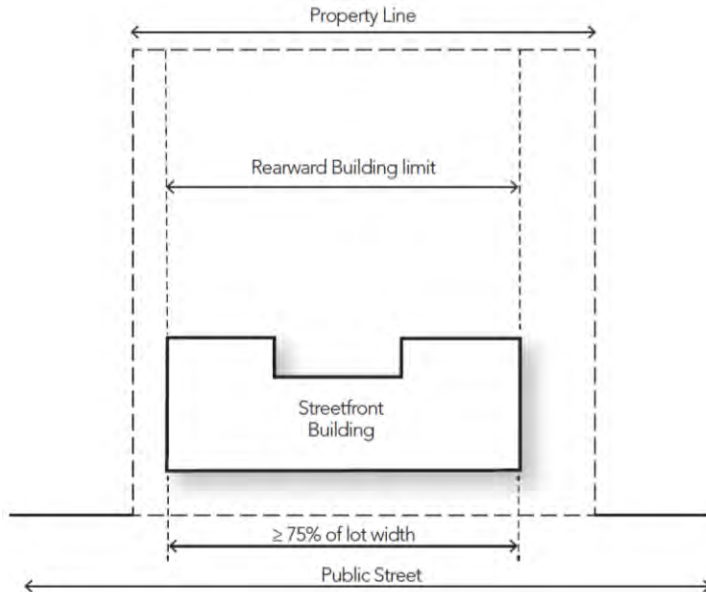 Property Line
Rearward Building limit
Streetfront
Building
≥ 75% of lot width
Public Street